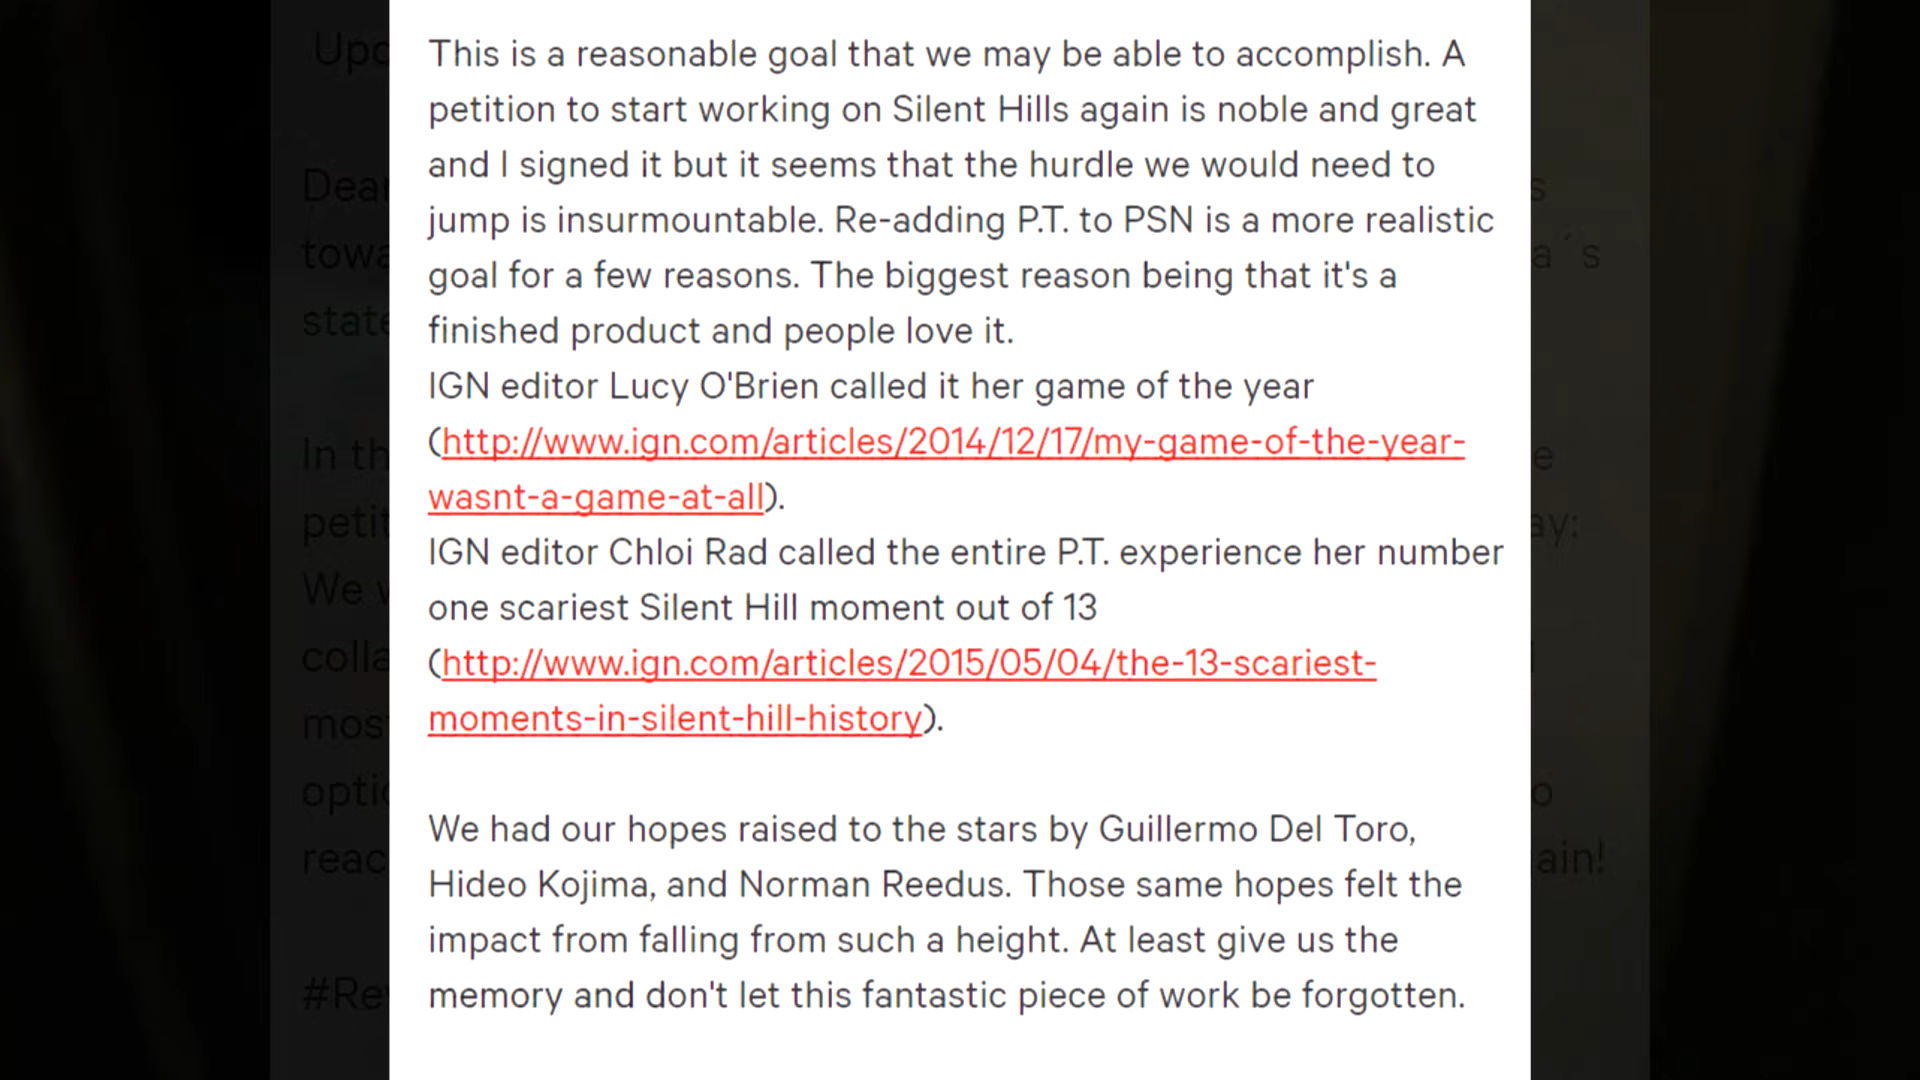 This is a reasonable goal that we may be able to accomplish. A
petition to start working on Silent Hills again is noble and great
and I signed it but it seems that the hurdle we would need to
jump is insurmountable. Re-adding P.T. to PSN is a more realistic
goal for a few reasons. The biggest reason being that it's a
finished product and people love it.
IGN editor Lucy O'Brien called it her game of the year
(http://www.ign.com/articles/2014/12/17/my-game-of-the-year-
wasnt-a-game-at-all).
IGN editor Chloi Rad called the entire P.T. experience her number
one scariest Silent Hill moment out of 13
(http://www.ign.com/articles/2015/05/04/the-13-scariest-
moments-in-silent-hill-history).
We had our hopes raised to the stars by Guillermo Del Toro,
Hideo Kojima, and Norman Reedus. Those same hopes felt the
impact from falling from such a height. At least give us the
memory and don't let this fantastic piece of work be forgotten.